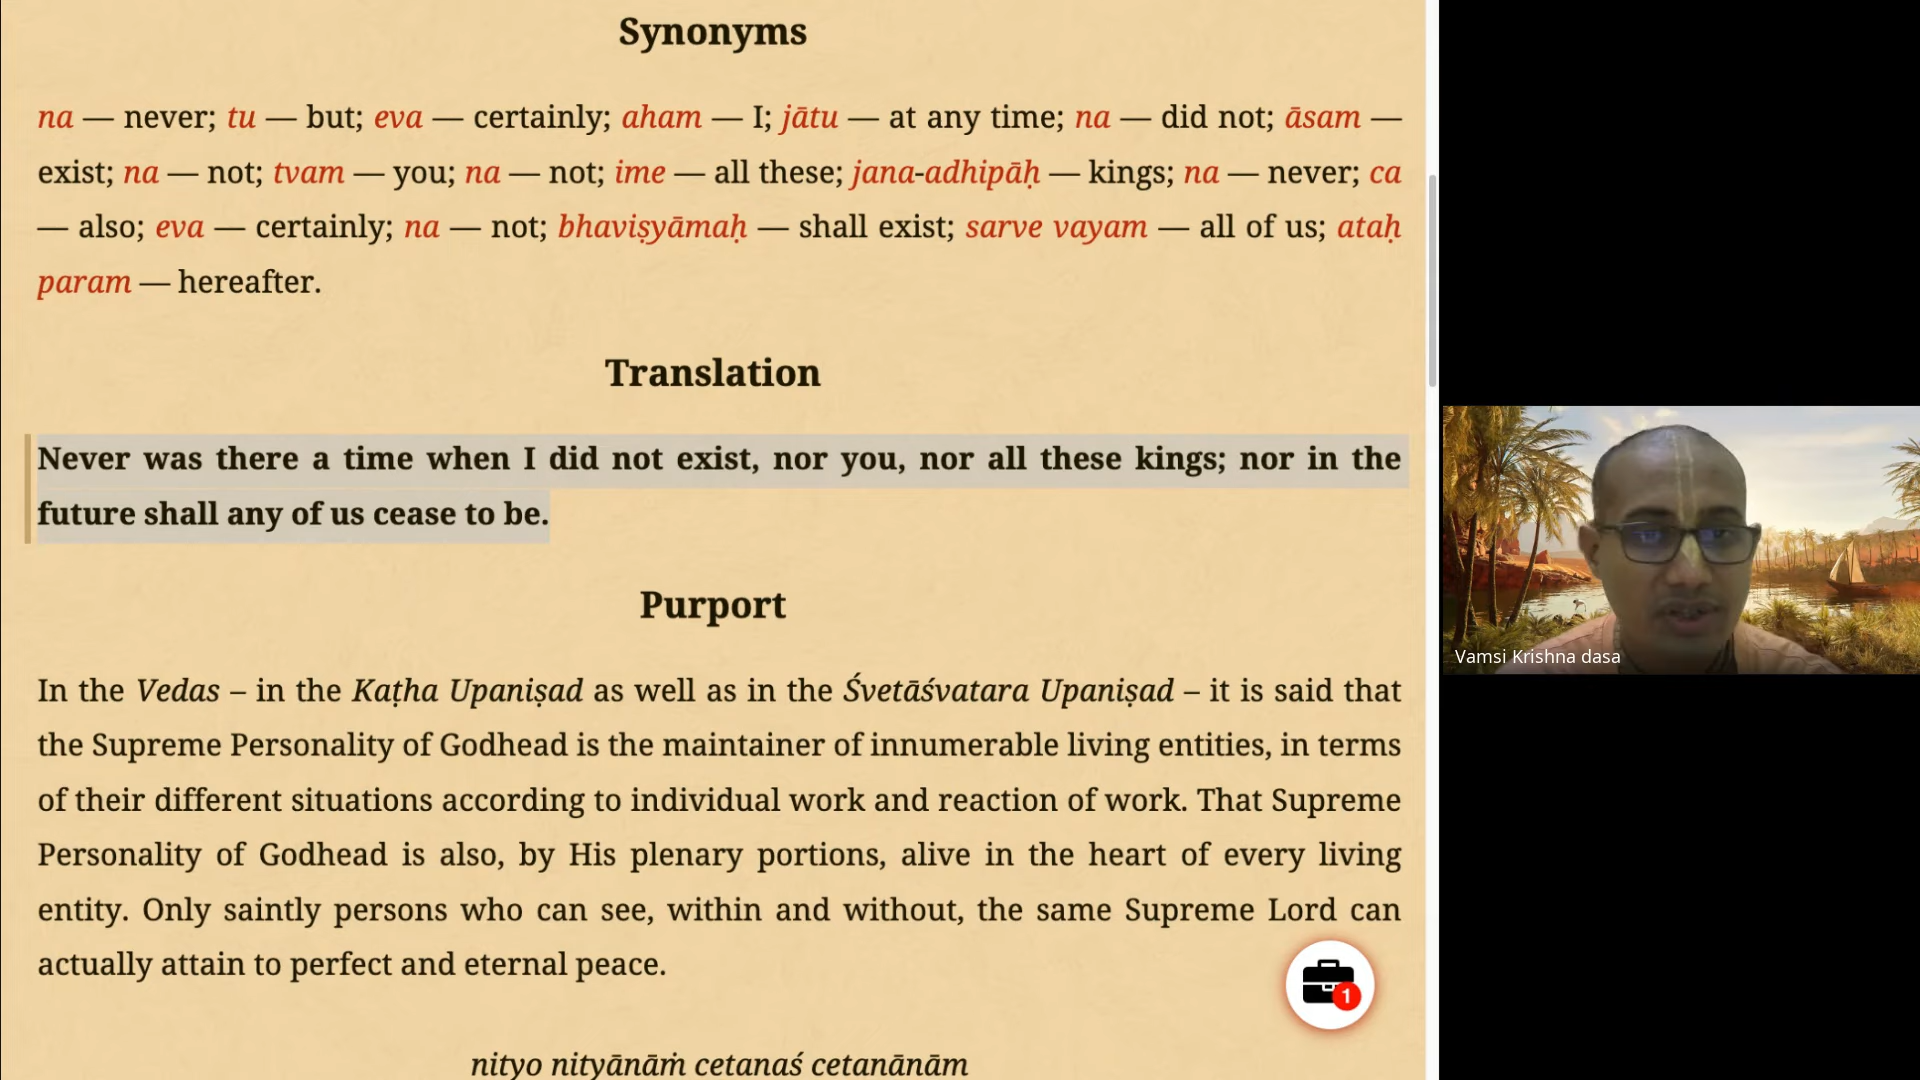 Synonyms
na — never; tu — but; eva — certainly; aham — I; jātu — at any time; na — did not; āsam —
exist; na — not; tvam — you; na — not; ime — all these; jana-adhipāḥ — kings; na — never; ca
— also; eva — certainly; na — not; bhaviṣyāmaḥ — shall exist; sarve vayam — all of us; ataḥ
param — hereafter.
Translation
Never was there a time when I did not exist, nor you, nor all these kings; nor in the
future shall any of us cease to be.
Purport
In the Vedas – in the Kaṭha Upaniṣad as well as in the Śvetāśvatara Upaniṣad – it is said that
the Supreme Personality of Godhead is the maintainer of innumerable living entities, in terms
of their different situations according to individual work and reaction of work. That Supreme
Personality of Godhead is also, by His plenary portions, alive in the heart of every living
entity. Only saintly persons who can see, within and without, the same Supreme Lord can
actually attain to perfect and eternal peace.
1
nityo nityānāṁ cetanaś cetanānām
Vamsi Krishna dasa